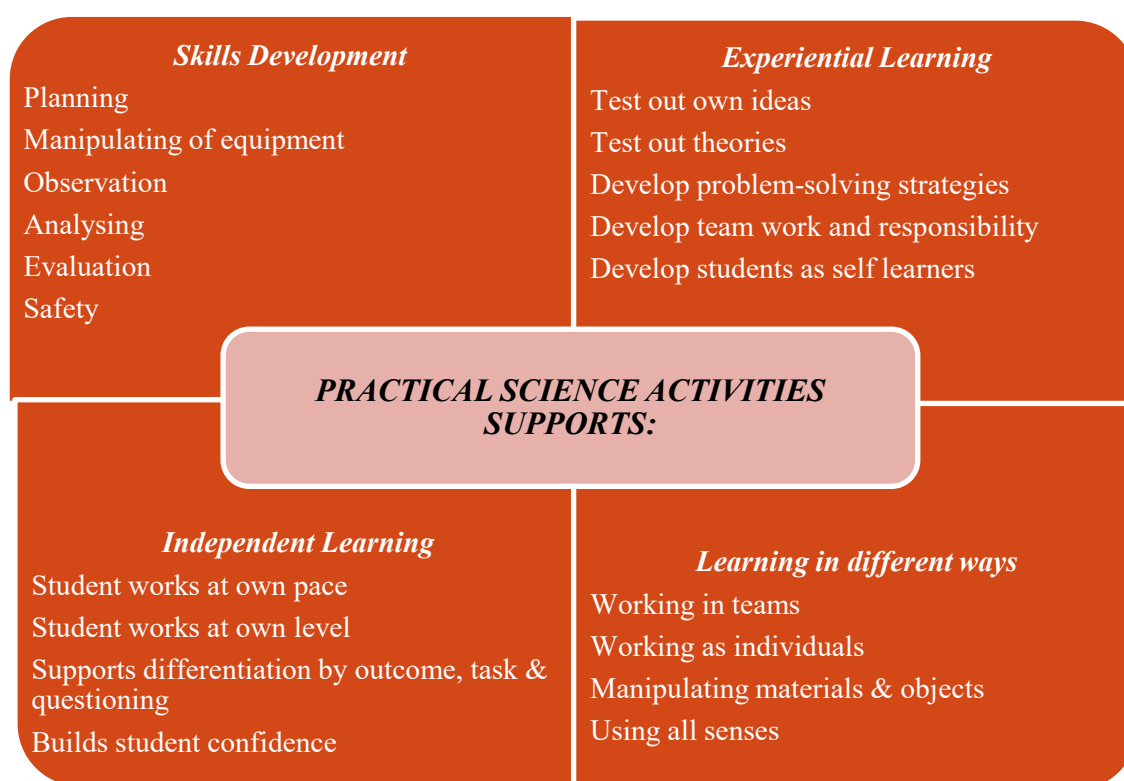 Skills Development
Planning
Manipulating of equipment
Observation
Analysing
Evaluation
Safety
Experiential Learning
Test out own ideas
Test out theories
Develop problem-solving strategies
Develop team work and responsibility
Develop students as self learners
PRACTICAL SCIENCE ACTIVITIES
SUPPORTS:
Independent Learning
Student works at own pace
Student works at own level
Supports differentiation by outcome, task &
questioning
Builds student confidence
Learning in different ways
Working in teams
Working as individuals
Manipulating materials & objects
Using all senses